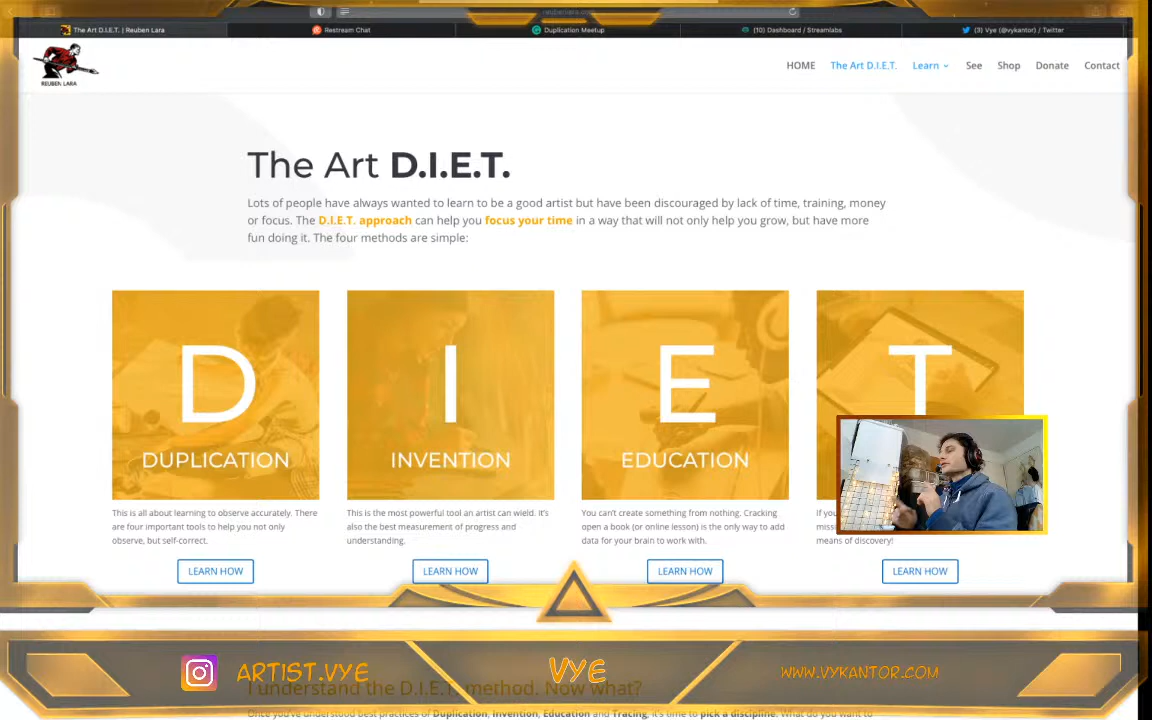 The Art D.I.E.T. | Reuben Lara
Restream Chat
Duplication Meetup
(10) Dashboard / Streamlabs
(3) Vye (@vykantor) / Twitter
REUBEN LARA
HOME
The Art D.I.E.T.
Learn
See
Shop
Donate
Contact
The Art D.I.E.T.
Lots of people have always wanted to learn to be a good artist but have been discouraged by lack of time, training, money
or focus. The D.I.E.T. approach can help you focus your time in a way that will not only help you grow, but have more
fun doing it. The four methods are simple:
D
DUPLICATION
This is all about learning to observe accurately. There
are four important tools to help you not only
observe, but self-correct.
LEARN HOW
I
INVENTION
This is the most powerful tool an artist can wield. It's
also the best measurement of progress and
understanding.
LEARN HOW
E
EDUCATION
You can't create something from nothing. Cracking
open a book (or online lesson) is the only way to add
data for your brain to work with.
LEARN HOW
T
If you
means of discovery!
LEARN HOW
ARTIST.VYE
VYE
WWW.VYKANTOR.COM
I understand the D.I.E.T. method. Now what?
Once you've understood best practices of Duplication, Invention, Education and Tracing, it's time to pick a discipline. What do you want to